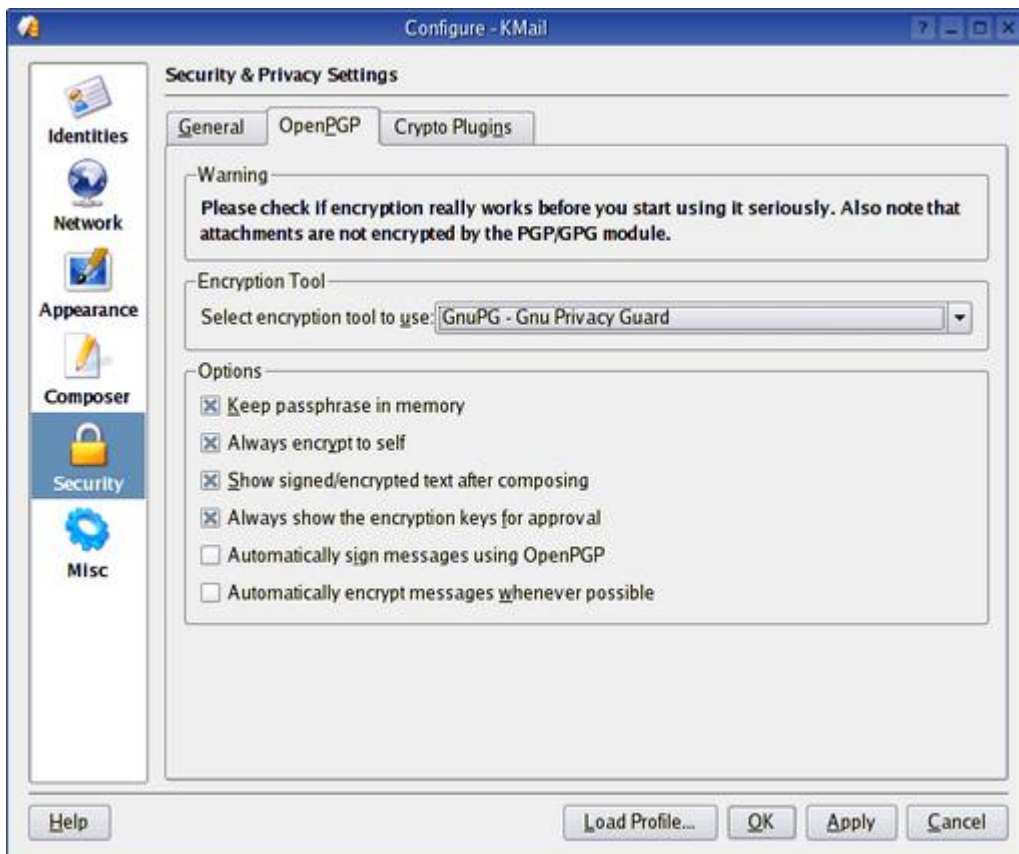 Configure - KMail
?
Security & Privacy Settings
Identities
Network
Appearance
Composer
Security
Misc
General OpenPGP Crypto Plugins
Warning
Please check if encryption really works before you start using it seriously. Also note that
attachments are not encrypted by the PGP/GPG module.
Encryption Tool
Select encryption tool to use: GnuPG - Gnu Privacy Guard
Options
Keep passphrase in memory
Always encrypt to self
Show signed/encrypted text after composing
Always show the encryption keys for approval
Automatically sign messages using OpenPGP
Automatically encrypt messages whenever possible
Help Load Profile... OK Apply Cancel